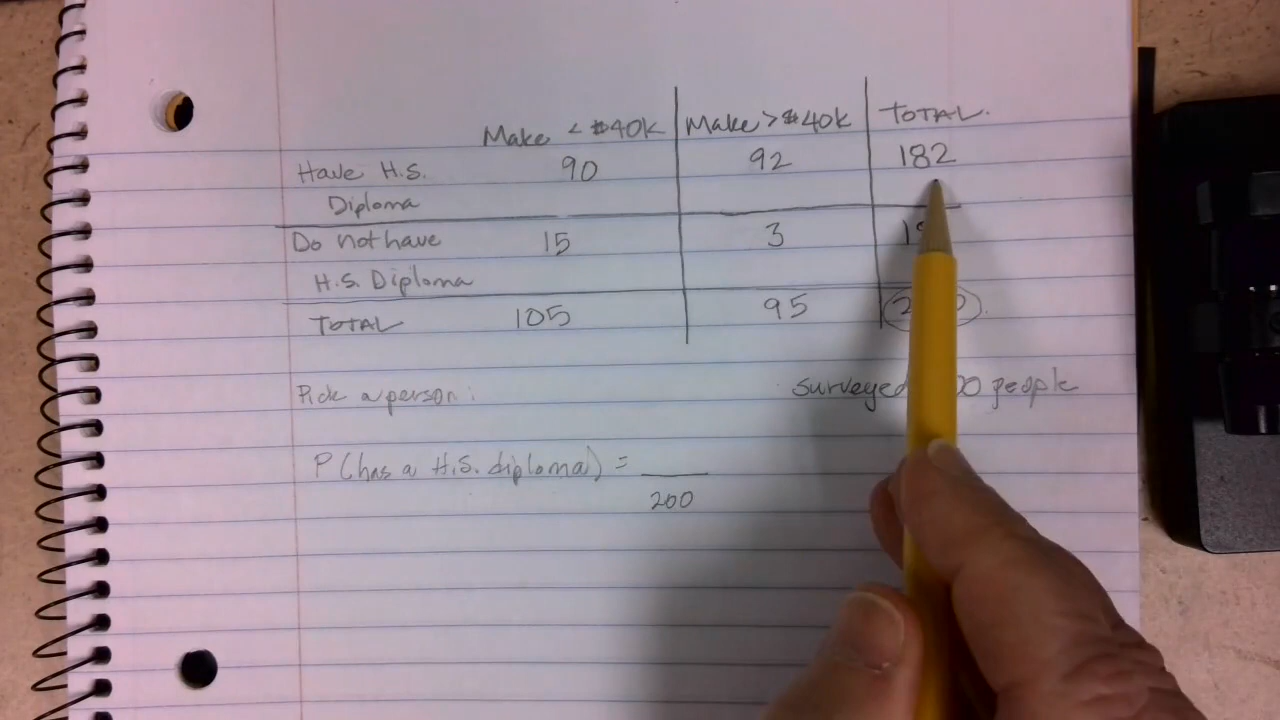 Make < $40K Make > $40K TOTAL.
Have H.S. 90 92 182
Diploma
Do not have 15 3
H.S. Diploma
TOTAL 105 95
Pick a person: surveyed people
P(has a H.S. diploma) =
200